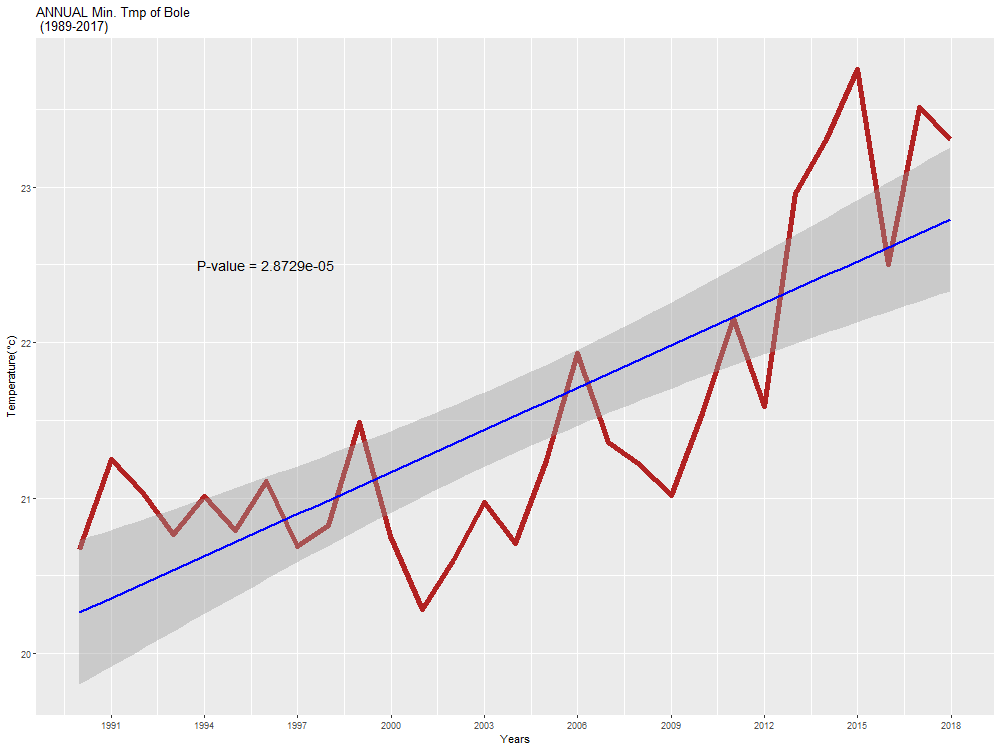 ANNUAL Min. Tmp of Bole
(1989-2017)
P-value = 2.8729e-05
Temperature(°c)
23
22
21
20
1991 1994 1997 2000 2003 2006 2009 2012 2015 2018
Years